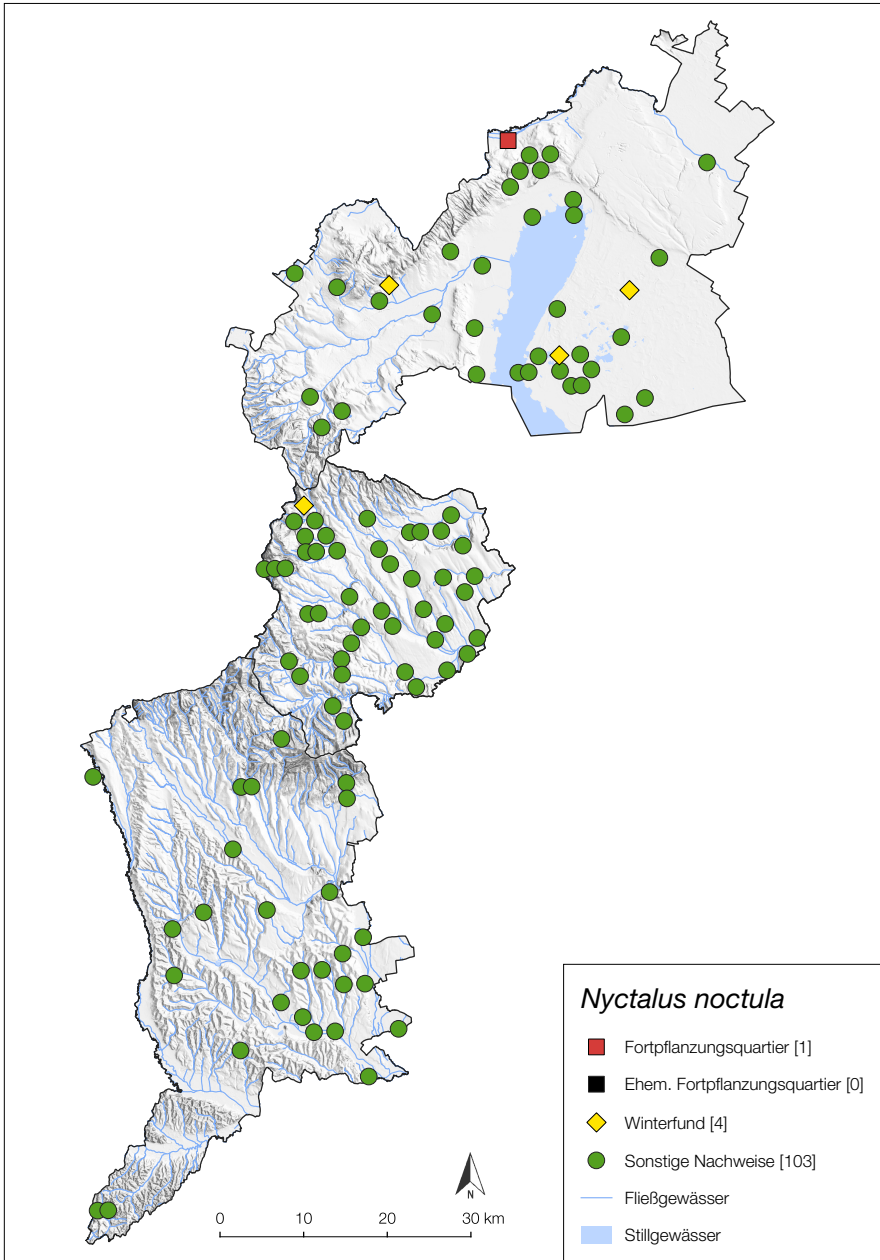 Nyctalus noctula
Fortpflanzungsquartier [1]
Ehem. Fortpflanzungsquartier [0]
Winterfund [4]
Sonstige Nachweise [103]
Fließgewässer
Stillgewässer
N
0 10 20 30 km